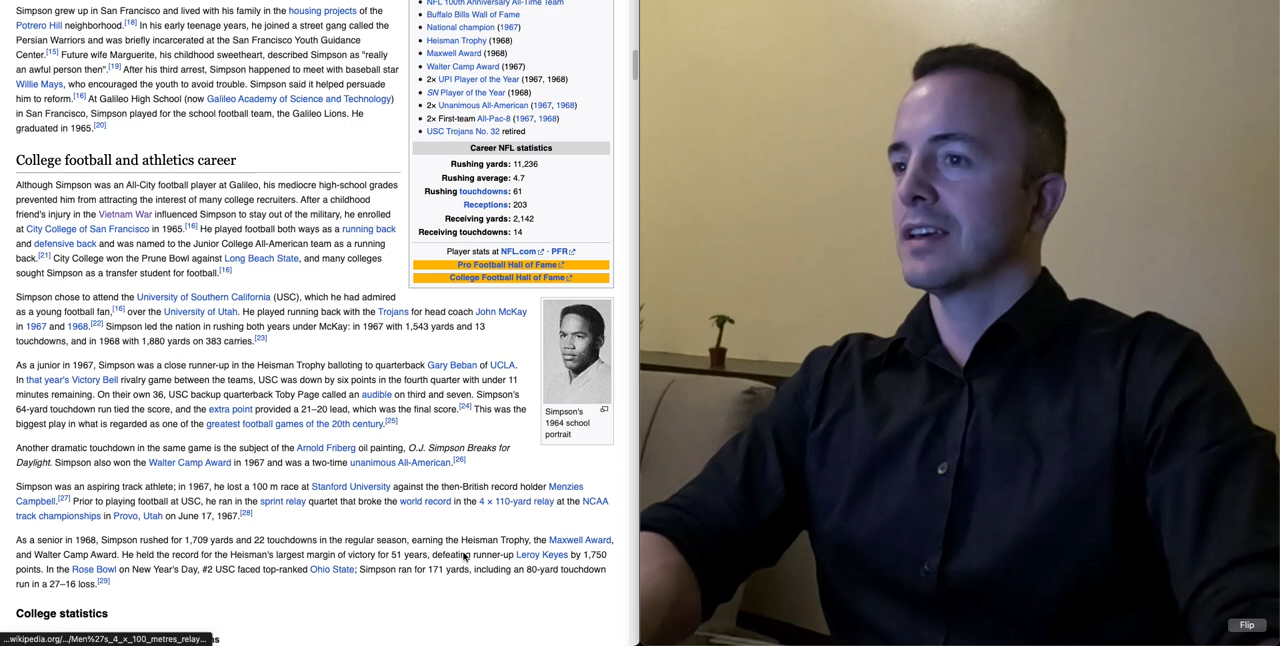 Simpson grew up in San Francisco and lived with his family in the housing projects of the
Potrero Hill neighborhood.[18] In his early teenage years, he joined a street gang called the
Persian Warriors and was briefly incarcerated at the San Francisco Youth Guidance
Center.[15] Future wife Marguerite, his childhood sweetheart, described Simpson as "really
an awful person then".[19] After his third arrest, Simpson happened to meet with baseball star
Willie Mays, who encouraged the youth to avoid trouble. Simpson said it helped persuade
him to reform.[16] At Galileo High School (now Galileo Academy of Science and Technology)
in San Francisco, Simpson played for the school football team, the Galileo Lions. He
graduated in 1965.[20]
College football and athletics career
Although Simpson was an All-City football player at Galileo, his mediocre high-school grades
prevented him from attracting the interest of many college recruiters. After a childhood
friend's injury in the Vietnam War influenced Simpson to stay out of the military, he enrolled
at City College of San Francisco in 1965.[16] He played football both ways as a running back
and defensive back and was named to the Junior College All-American team as a running
back.[21] City College won the Prune Bowl against Long Beach State, and many colleges
sought Simpson as a transfer student for football.[16]
Simpson chose to attend the University of Southern California (USC), which he had admired
as a young football fan,[16] over the University of Utah. He played running back with the Trojans for head coach John McKay
in 1967 and 1968.[22] Simpson led the nation in rushing both years under McKay: in 1967 with 1,543 yards and 13
touchdowns, and in 1968 with 1,880 yards on 383 carries.[23]
As a junior in 1967, Simpson was a close runner-up in the Heisman Trophy balloting to quarterback Gary Beban of UCLA.
In that year's Victory Bell rivalry game between the teams, USC was down by six points in the fourth quarter with under 11
minutes remaining. On their own 36, USC backup quarterback Toby Page called an audible on third and seven. Simpson's
64-yard touchdown run tied the score, and the extra point provided a 21–20 lead, which was the final score.[24] This was the
biggest play in what is regarded as one of the greatest football games of the 20th century.[25]
Another dramatic touchdown in the same game is the subject of the Arnold Friberg oil painting, O.J. Simpson Breaks for
Daylight. Simpson also won the Walter Camp Award in 1967 and was a two-time unanimous All-American.[26]
Simpson was an aspiring track athlete; in 1967, he lost a 100 m race at Stanford University against the then-British record holder Menzies
Campbell.[27] Prior to playing football at USC, he ran in the sprint relay quartet that broke the world record in the 4 × 110-yard relay at the NCAA
track championships in Provo, Utah on June 17, 1967.[28]
As a senior in 1968, Simpson rushed for 1,709 yards and 22 touchdowns in the regular season, earning the Heisman Trophy, the Maxwell Award,
and Walter Camp Award. He held the record for the Heisman's largest margin of victory for 51 years, defeating runner-up Leroy Keyes by 1,750
points. In the Rose Bowl on New Year's Day, #2 USC faced top-ranked Ohio State; Simpson ran for 171 yards, including an 80-yard touchdown
run in a 27–16 loss.[29]
College statistics
...wikipedia.org/.../Men%27s_4_x_100_metres_relay...
NFL 100th Anniversary All-Time Team
Buffalo Bills Wall of Fame
National champion (1967)
Heisman Trophy (1968)
Maxwell Award (1968)
Walter Camp Award (1967)
2× UPI Player of the Year (1967, 1968)
SN Player of the Year (1968)
2× Unanimous All-American (1967, 1968)
2× First-team All-Pac-8 (1967, 1968)
USC Trojans No. 32 retired
Career NFL statistics
Rushing yards: 11,236
Rushing average: 4.7
Rushing touchdowns: 61
Receptions: 203
Receiving yards: 2,142
Receiving touchdowns: 14
Player stats at NFL.com · PFR
Pro Football Hall of Fame
College Football Hall of Fame
Simpson's
1964 school
portrait
Flip